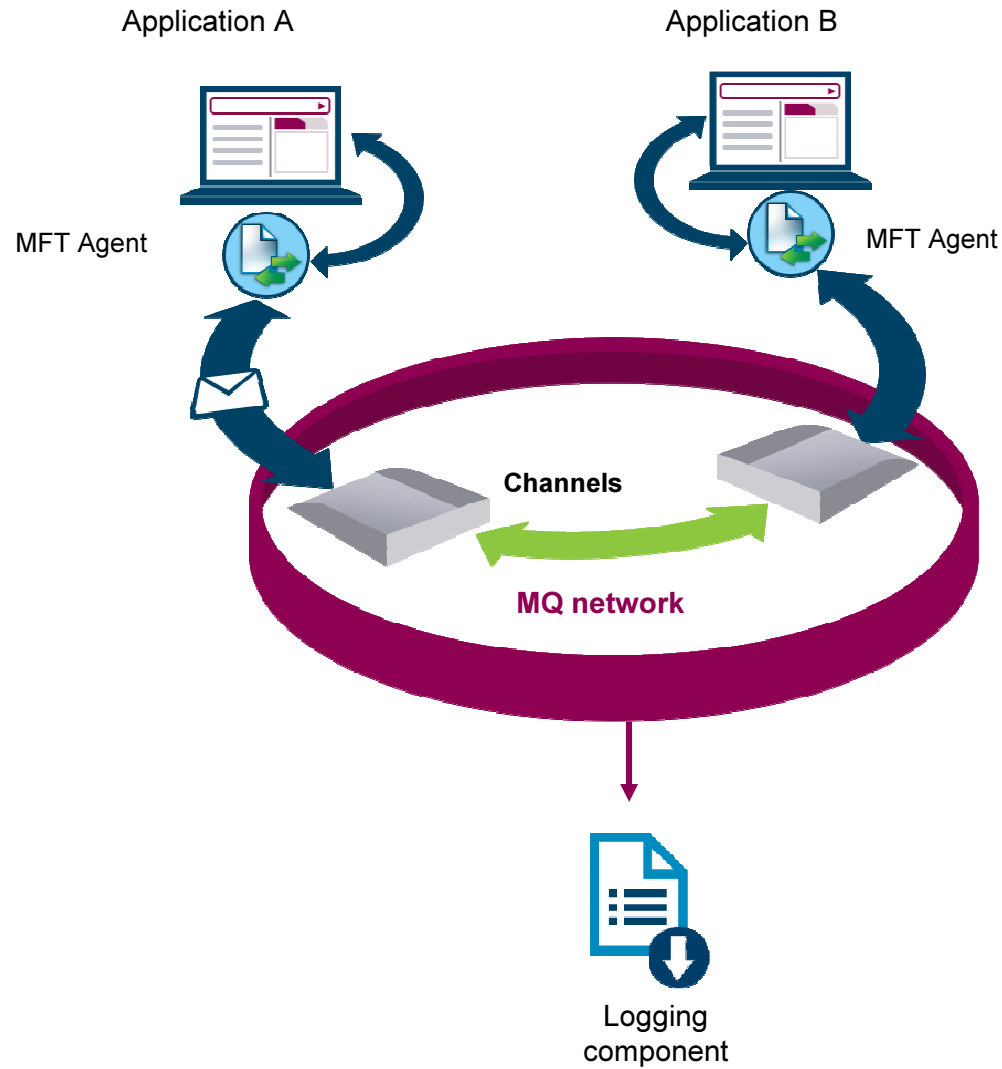 Application A
Application B
MFT Agent
MFT Agent
Channels
MQ network
Logging
component